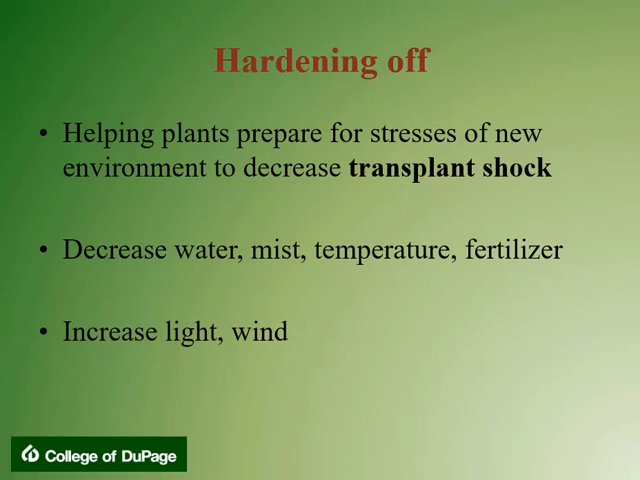 Hardening off
• Helping plants prepare for stresses of new
environment to decrease transplant shock
• Decrease water, mist, temperature, fertilizer
• Increase light, wind
College of DuPage